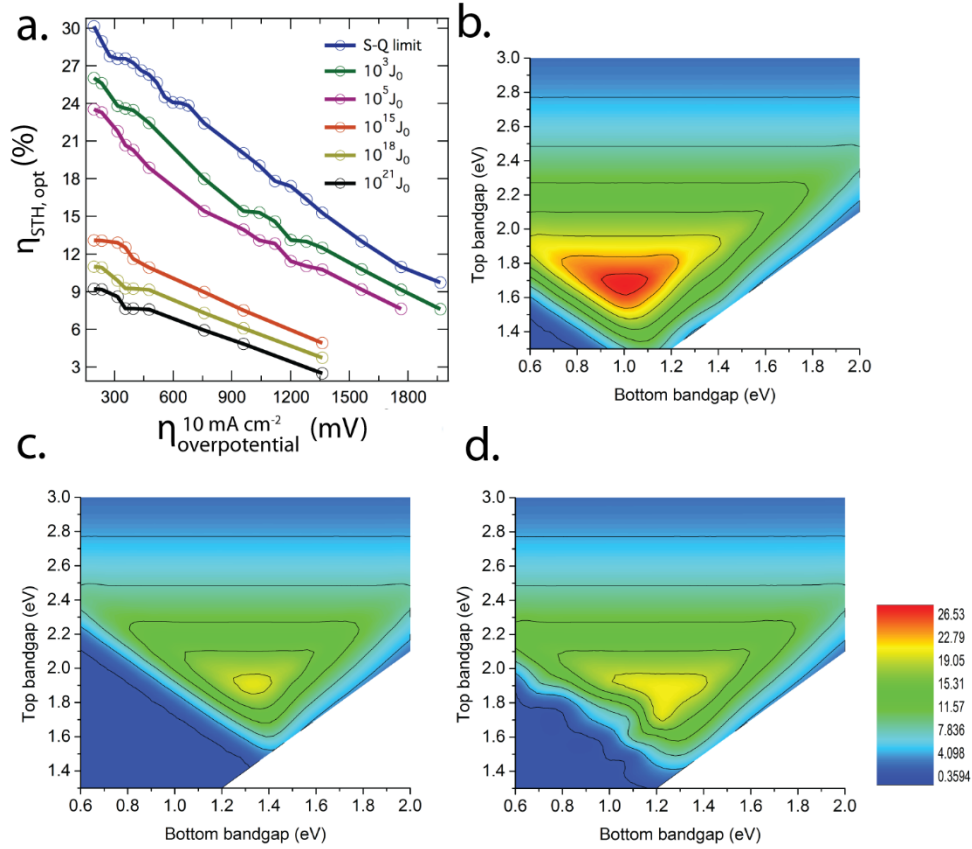 a.
30
27
24
21
18
15
12
9
6
3
η STH, opt (%)
S-Q limit
10³J₀
10⁵J₀
10¹⁵J₀
10¹⁸J₀
10²¹J₀
300 600 900 1200 1500 1800
η overpotential 10 mA cm⁻² (mV)
b.
3.0
2.8
2.6
2.4
2.2
2.0
1.8
1.6
1.4
Top bandgap (eV)
0.6 0.8 1.0 1.2 1.4 1.6 1.8 2.0
Bottom bandgap (eV)
c.
3.0
2.8
2.6
2.4
2.2
2.0
1.8
1.6
1.4
Top bandgap (eV)
0.6 0.8 1.0 1.2 1.4 1.6 1.8 2.0
Bottom bandgap (eV)
d.
3.0
2.8
2.6
2.4
2.2
2.0
1.8
1.6
1.4
Top bandgap (eV)
0.6 0.8 1.0 1.2 1.4 1.6 1.8 2.0
Bottom bandgap (eV)
26.53
22.79
19.05
15.31
11.57
7.836
4.098
0.3594